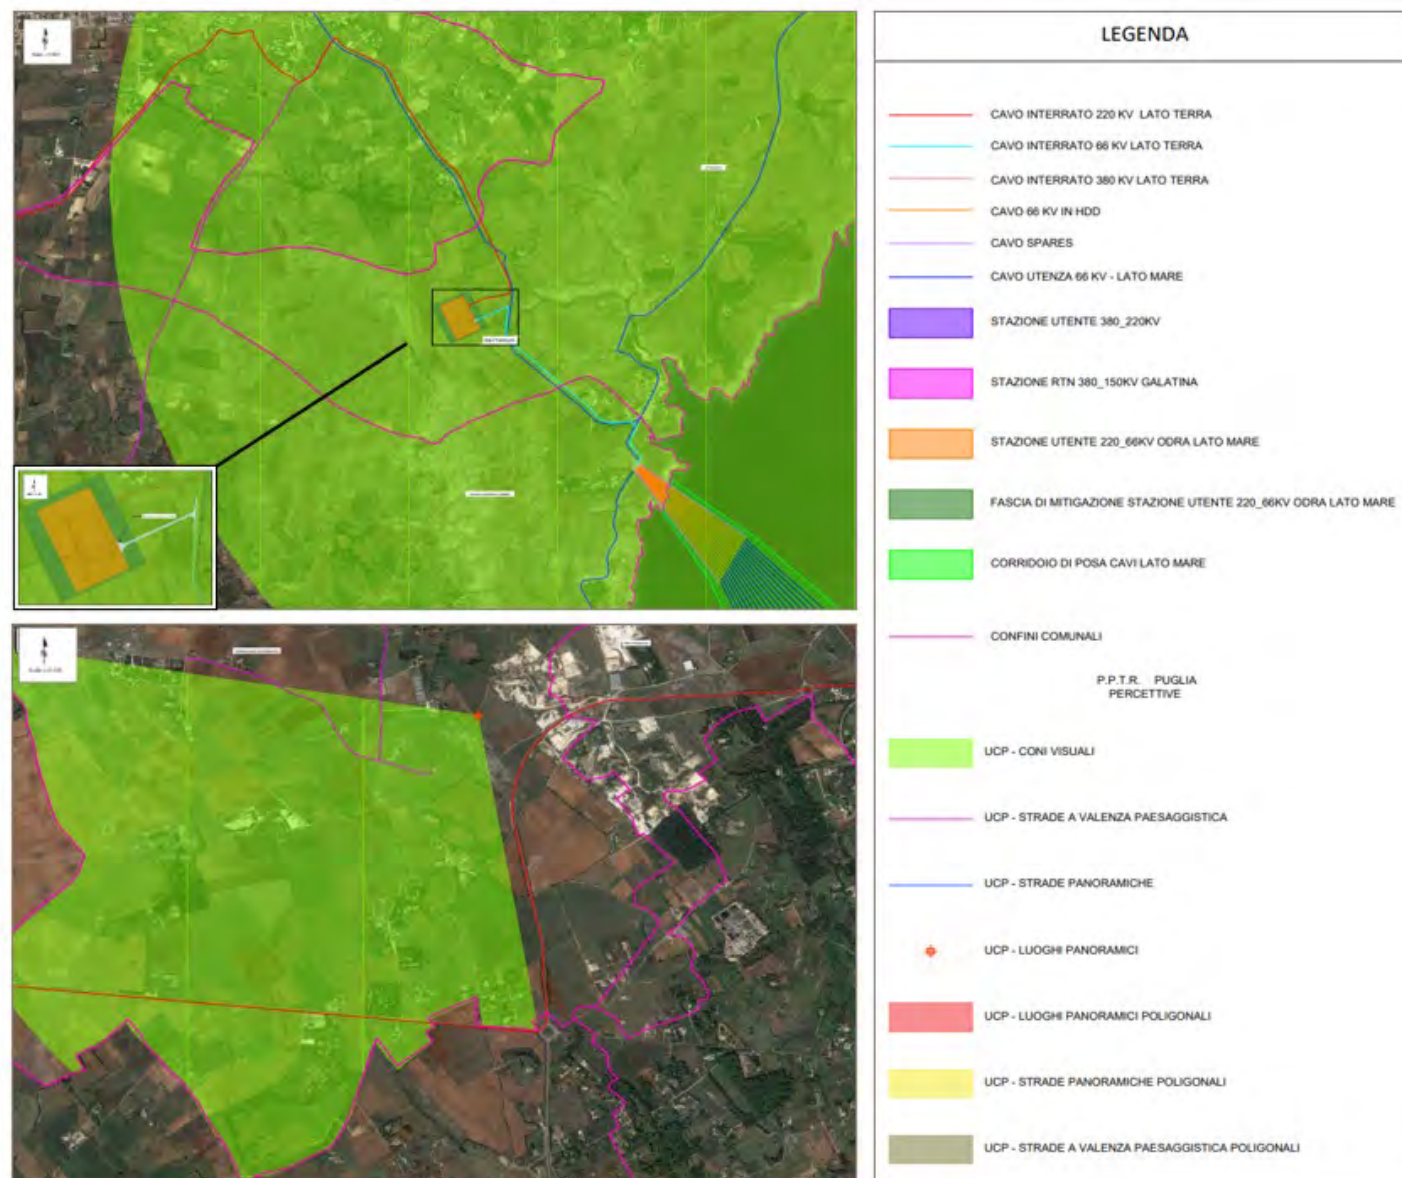 LEGENDA
CAVO INTERRATO 220 KV LATO TERRA
CAVO INTERRATO 66 KV LATO TERRA
CAVO INTERRATO 380 KV LATO TERRA
CAVO 66 KV IN HDD
CAVO SPARES
CAVO UTENZA 66 KV - LATO MARE
STAZIONE UTENTE 380_220KV
STAZIONE RTN 380_150KV GALATINA
STAZIONE UTENTE 220_66KV ODRA LATO MARE
FASCIA DI MITIGAZIONE STAZIONE UTENTE 220_66KV ODRA LATO MARE
CORRIDOIO DI POSA CAVI LATO MARE
CONFINI COMUNALI
P.P.T.R. PUGLIA
PERCETTIVE
UCP - CONI VISUALI
UCP - STRADE A VALENZA PAESAGGISTICA
UCP - STRADE PANORAMICHE
UCP - LUOGHI PANORAMICI
UCP - LUOGHI PANORAMICI POLIGONALI
UCP - STRADE PANORAMICHE POLIGONALI
UCP - STRADE A VALENZA PAESAGGISTICA POLIGONALI